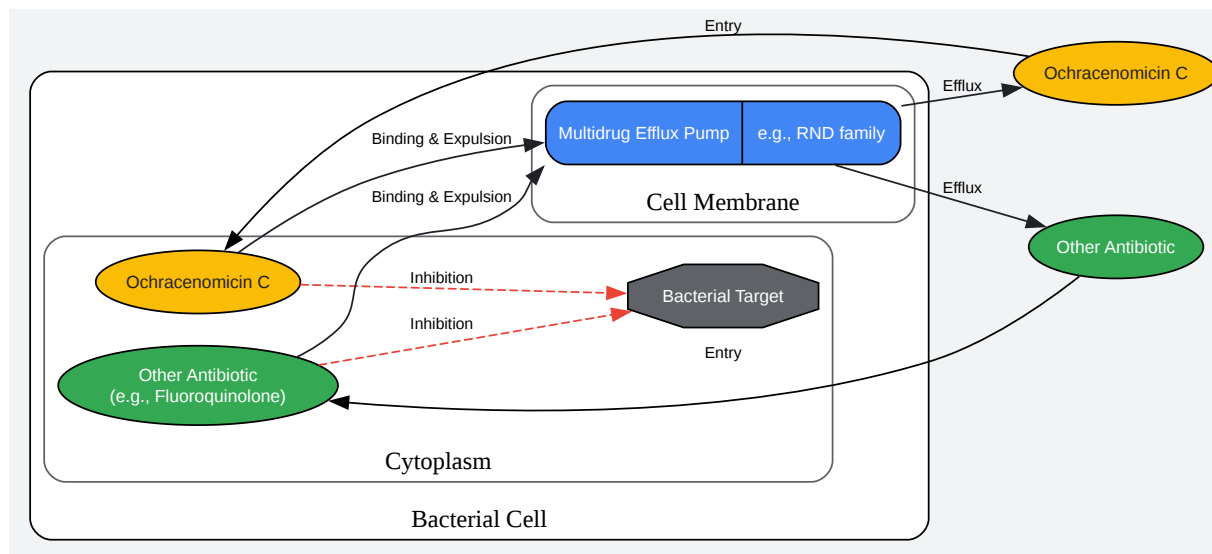 Entry
Ochracenomicin C
Efflux
Multidrug Efflux Pump
e.g., RND family
Binding & Expulsion
Efflux
Binding & Expulsion
Cell Membrane
Other Antibiotic
Ochracenomicin C
Inhibition
Bacterial Target
Inhibition
Entry
Other Antibiotic
(e.g., Fluoroquinolone)
Cytoplasm
Bacterial Cell